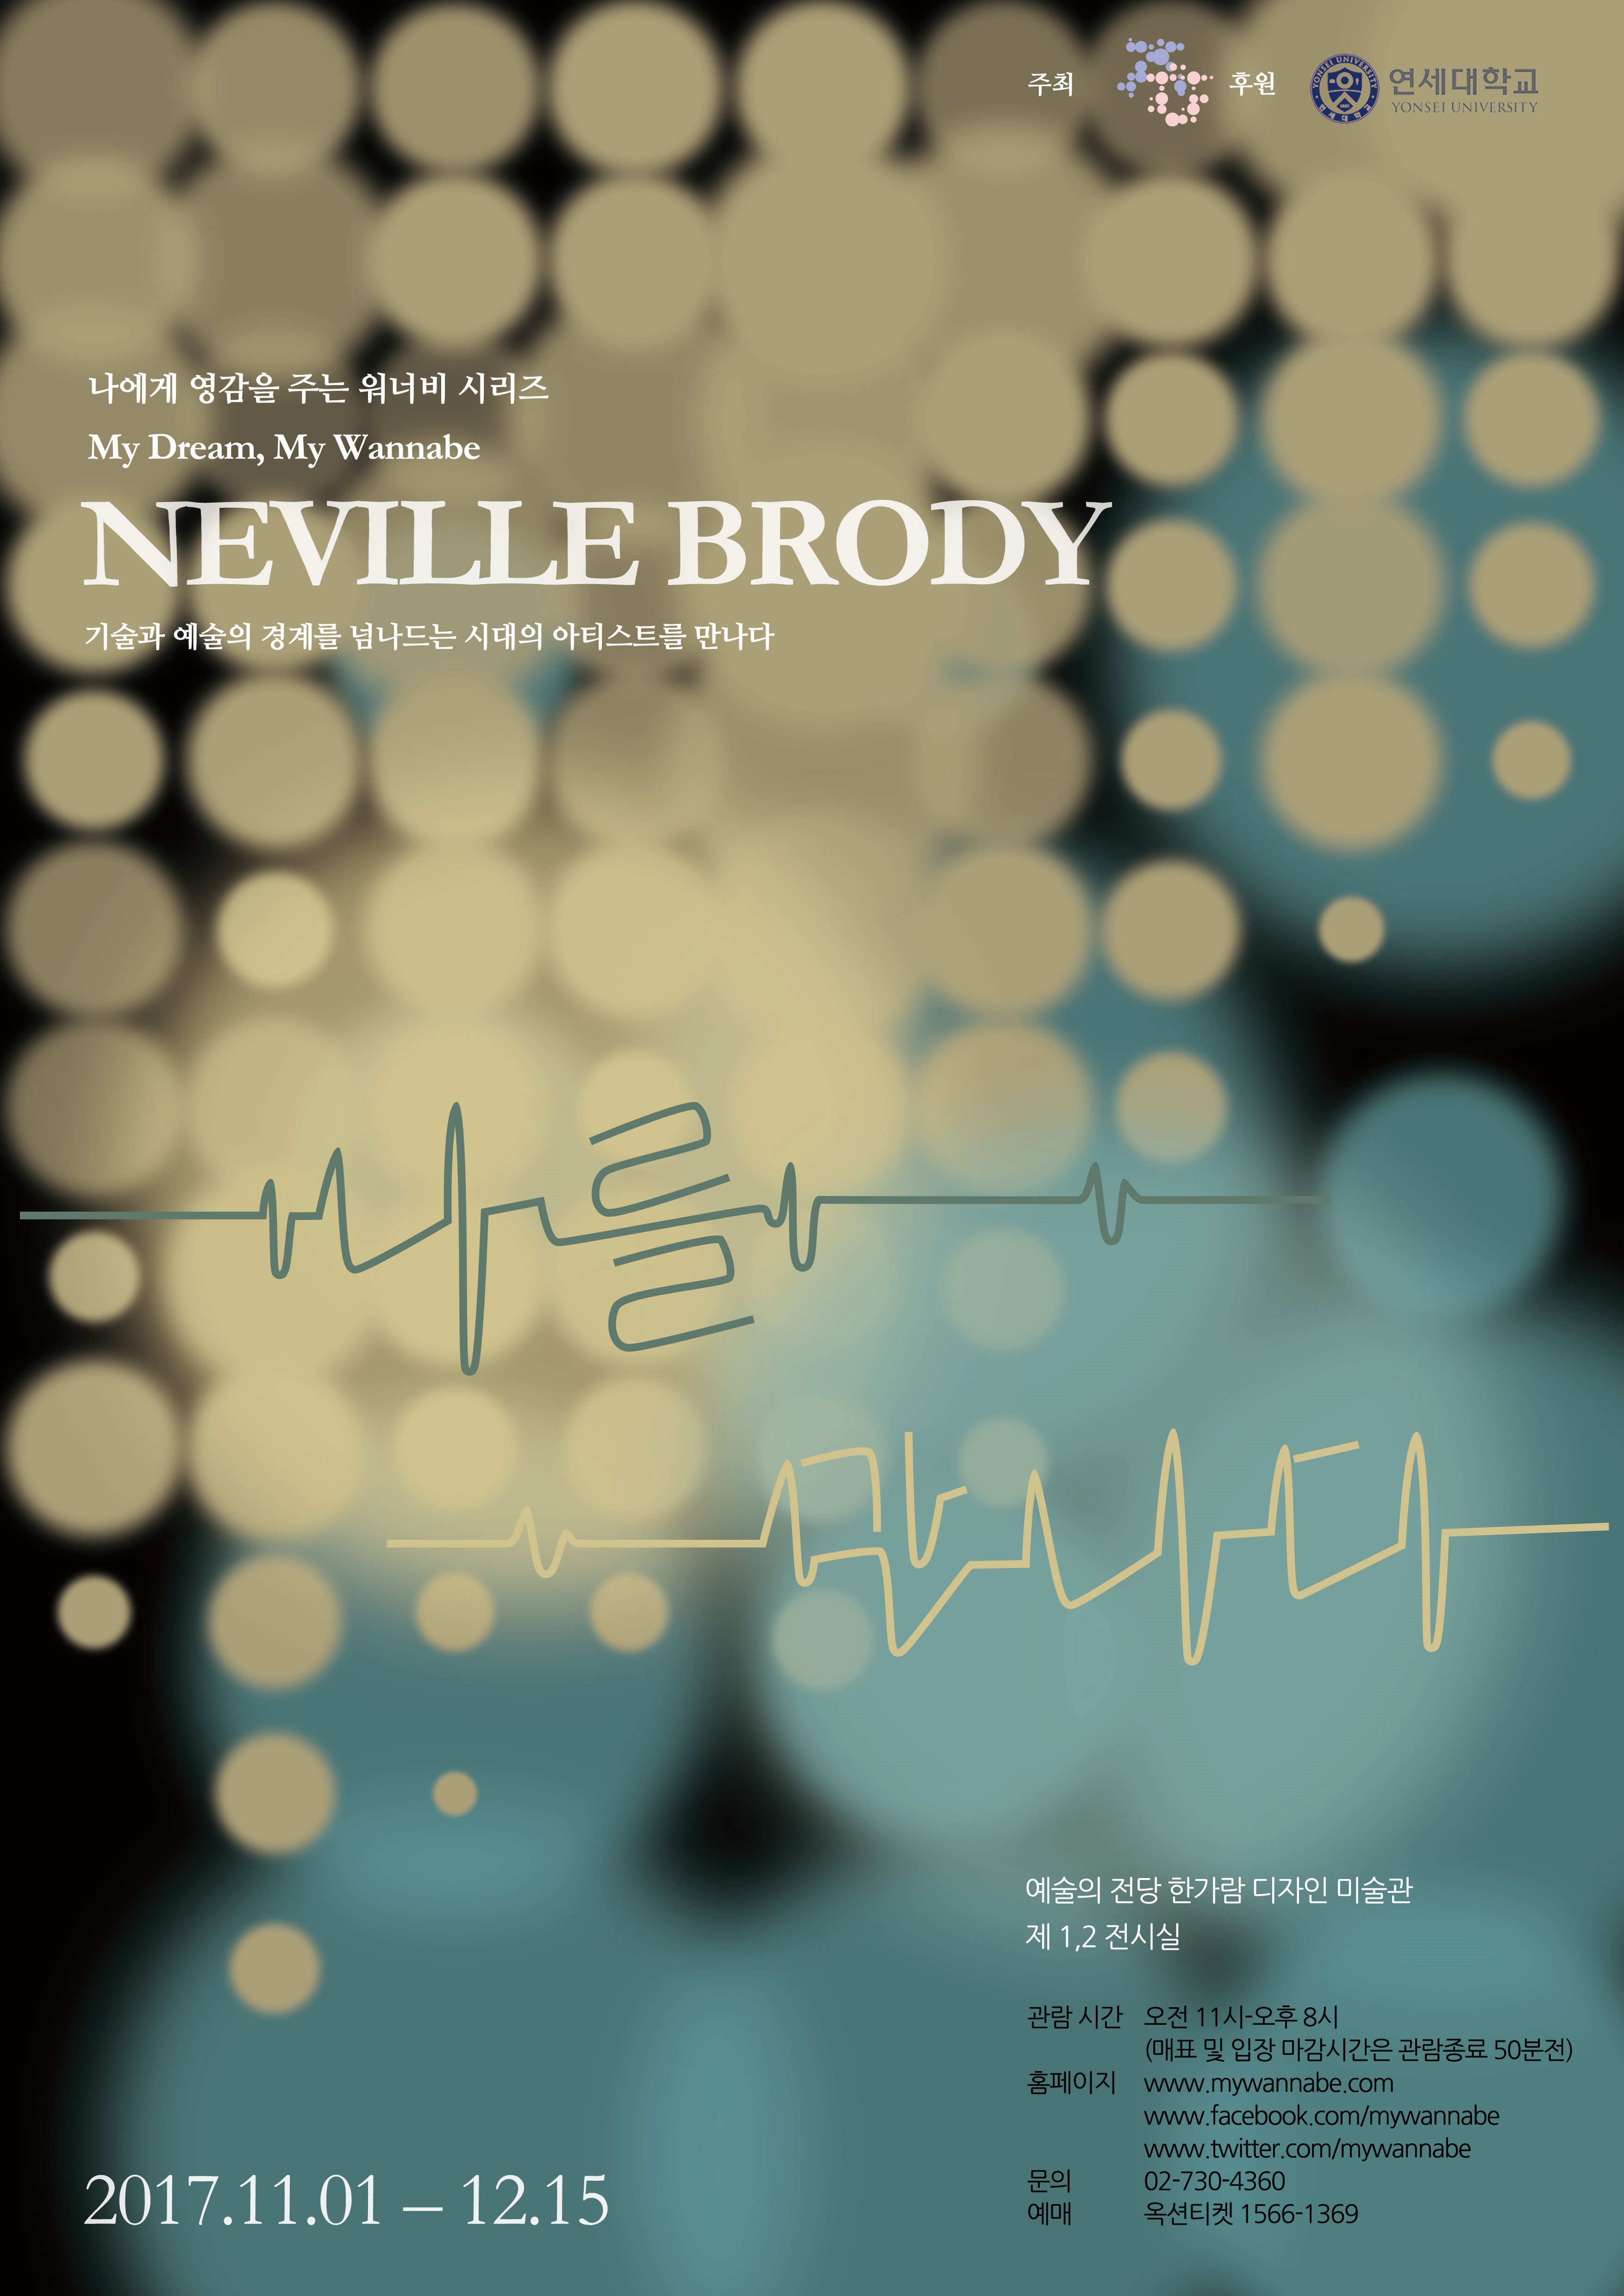 주최
후원
YONSEI UNIVERSITY
연세대학교
연세대학교
YONSEI UNIVERSITY
나에게 영감을 주는 워너비 시리즈
My Dream, My Wannabe
NEVILLE BRODY
기술과 예술의 경계를 넘나드는 시대의 아티스트를 만나다
나를
만나다
예술의 전당 한가람 디자인 미술관
제 1,2 전시실
관람 시간 오전 11시-오후 8시
(매표 및 입장 마감시간은 관람종료 50분전)
홈페이지 www.mywannabe.com
www.facebook.com/mywannabe
www.twitter.com/mywannabe
문의 02-730-4360
예매 옥션티켓 1566-1369
2017.11.01 – 12.15